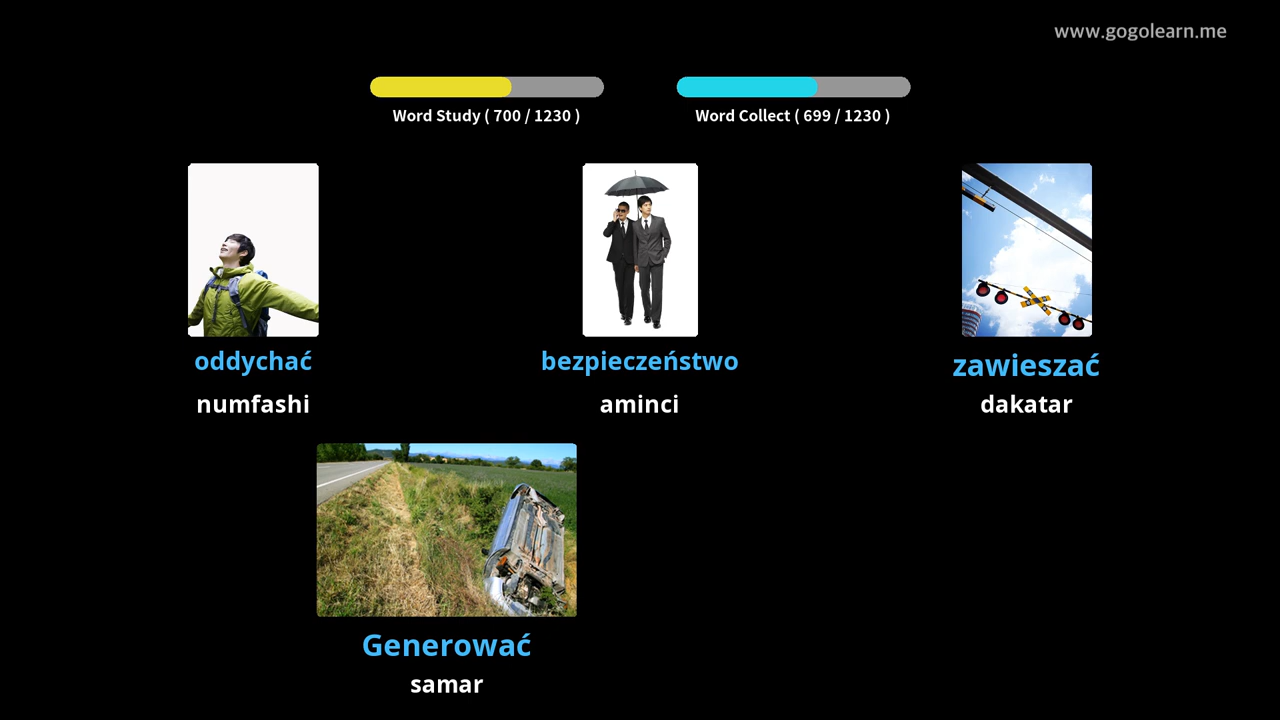 www.gogolearn.me
Word Study ( 700 / 1230 )
Word Collect ( 699 / 1230 )
oddychać
numfashi
bezpieczeństwo
aminci
zawieszać
dakatar
Generować
samar